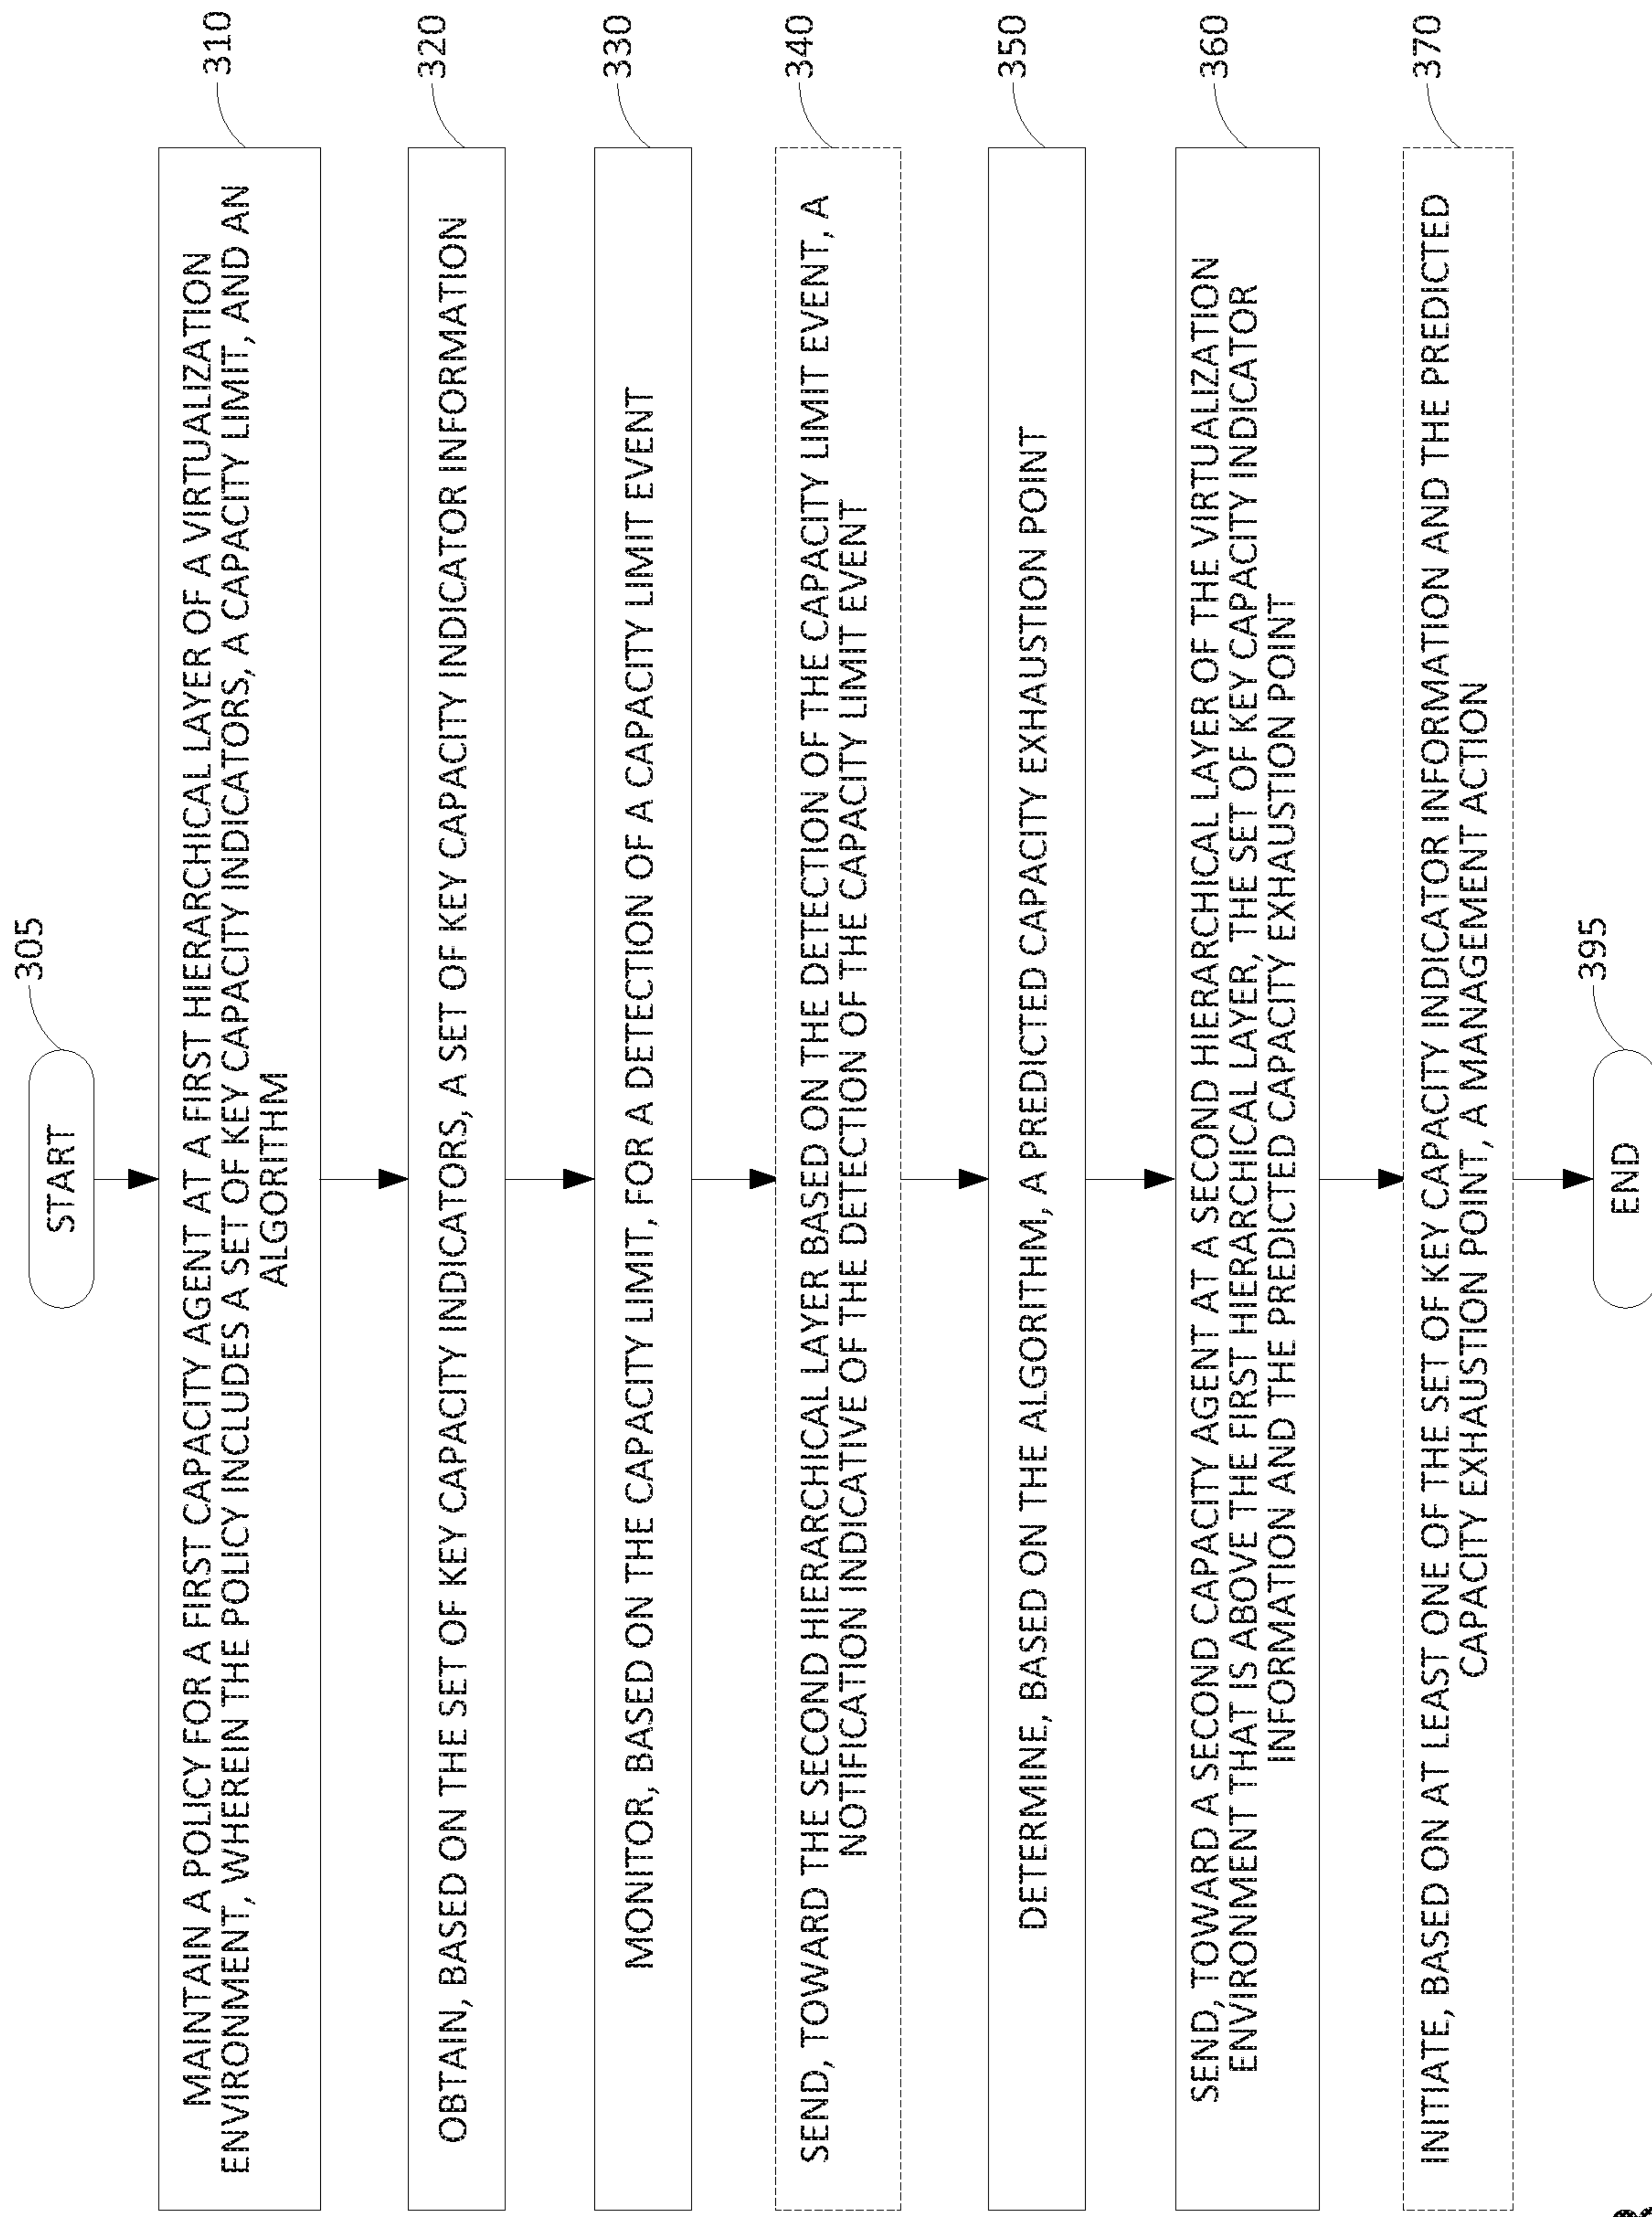 305
START
310
MAINTAIN A POLICY FOR A FIRST CAPACITY AGENT AT A FIRST HIERARCHICAL LAYER OF A VIRTUALIZATION
ENVIRONMENT, WHEREIN THE POLICY INCLUDES A SET OF KEY CAPACITY INDICATORS, A CAPACITY LIMIT, AND AN
ALGORITHM
320
OBTAIN, BASED ON THE SET OF KEY CAPACITY INDICATORS, A SET OF KEY CAPACITY INDICATOR INFORMATION
330
MONITOR, BASED ON THE CAPACITY LIMIT, FOR A DETECTION OF A CAPACITY LIMIT EVENT
340
SEND, TOWARD THE SECOND HIERARCHICAL LAYER BASED ON THE DETECTION OF THE CAPACITY LIMIT EVENT, A
NOTIFICATION INDICATIVE OF THE DETECTION OF THE CAPACITY LIMIT EVENT
350
DETERMINE, BASED ON THE ALGORITHM, A PREDICTED CAPACITY EXHAUSTION POINT
360
SEND, TOWARD A SECOND CAPACITY AGENT AT A SECOND HIERARCHICAL LAYER OF THE VIRTUALIZATION
ENVIRONMENT THAT IS ABOVE THE FIRST HIERARCHICAL LAYER, THE SET OF KEY CAPACITY INDICATOR
INFORMATION AND THE PREDICTED CAPACITY EXHAUSTION POINT
370
INITIATE, BASED ON AT LEAST ONE OF THE SET OF KEY CAPACITY INDICATOR INFORMATION AND THE PREDICTED
CAPACITY EXHAUSTION POINT, A MANAGEMENT ACTION
395
END